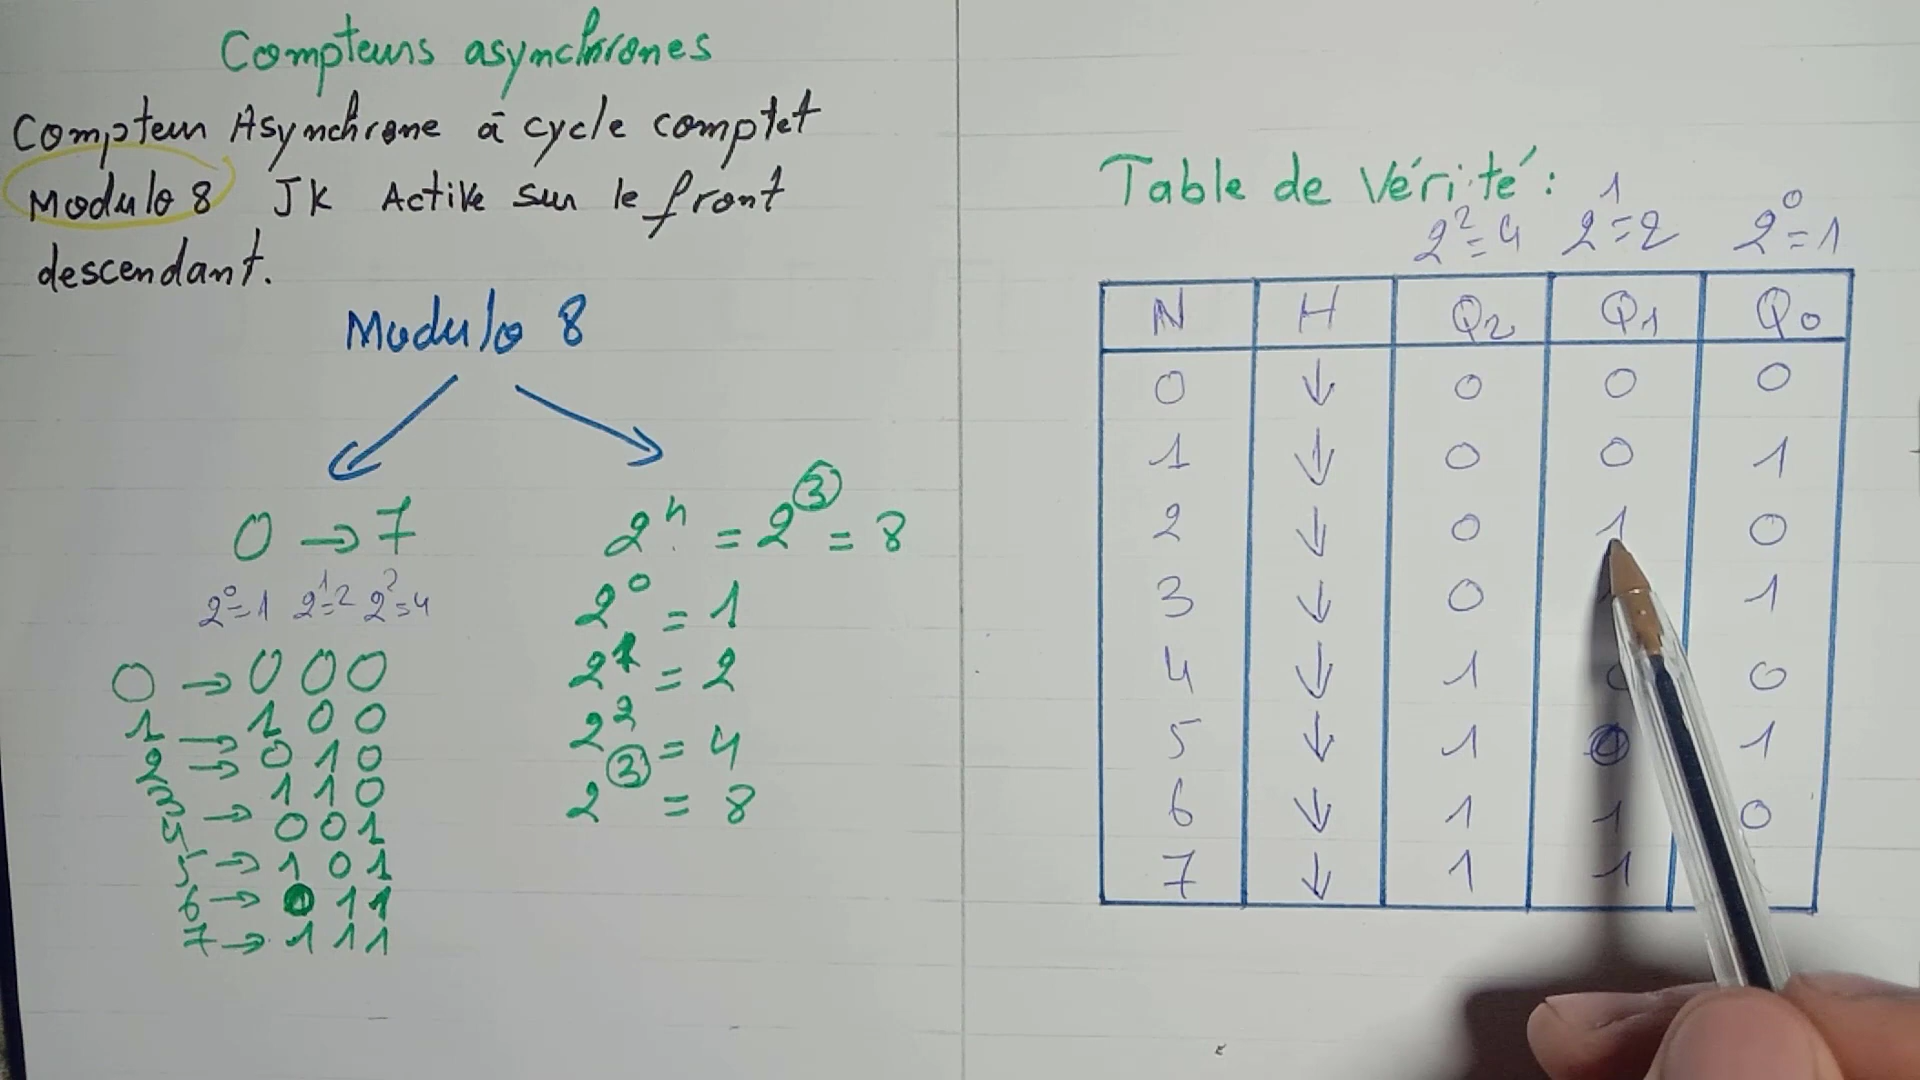 Compteurs asynchrones
Compteur Asynchrone à cycle complet
Modulo 8 JK Active sur le front
descendant.
Modulo 8
0 → 7
2⁰=1 2¹=2 2²=4
0 → 0 0 0
1 → 1 0 0
2 → 0 1 0
3 → 1 1 0
4 → 0 0 1
5 → 1 0 1
6 → 0 1 1
7 → 1 1 1
2ⁿ = 2³ = 8
2⁰ = 1
2¹ = 2
2² = 4
2³ = 8
Table de Vérité :
2²=4 2¹=2 2⁰=1
N H Q2 Q1 Q0
0 ↓ 0 0 0
1 ↓ 0 0 1
2 ↓ 0 1 0
3 ↓ 0 1 1
4 ↓ 1 0 0
5 ↓ 1 0 1
6 ↓ 1 1 0
7 ↓ 1 1